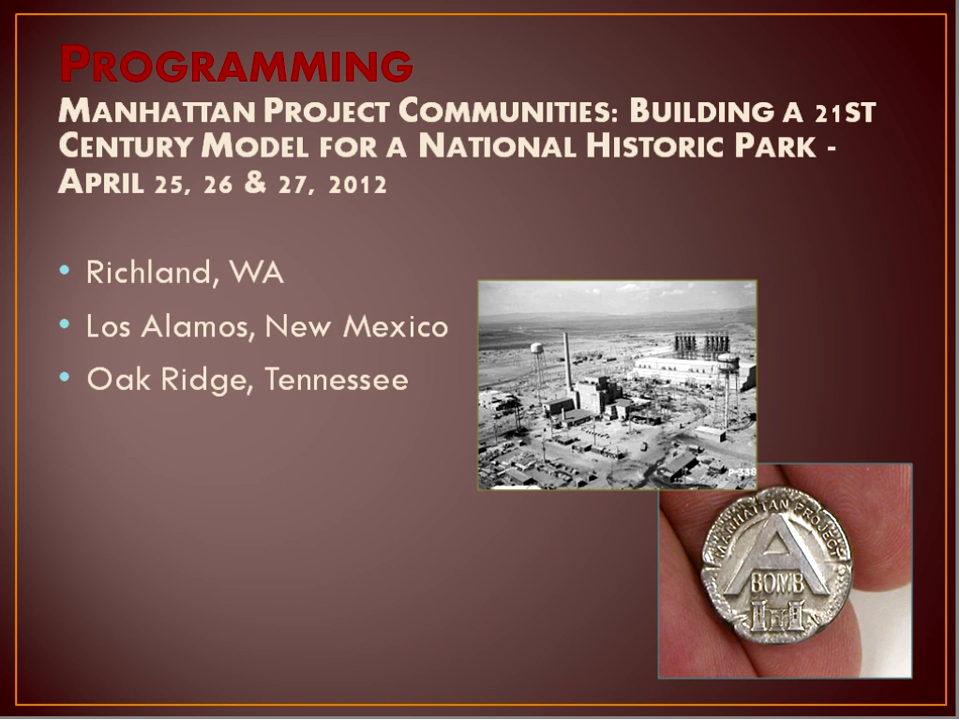 PROGRAMMING
MANHATTAN PROJECT COMMUNITIES: BUILDING A 21ST
CENTURY MODEL FOR A NATIONAL HISTORIC PARK -
APRIL 25, 26 & 27, 2012
• Richland, WA
• Los Alamos, New Mexico
• Oak Ridge, Tennessee
P-338
MANHATTAN PROJECT
A
BOMB